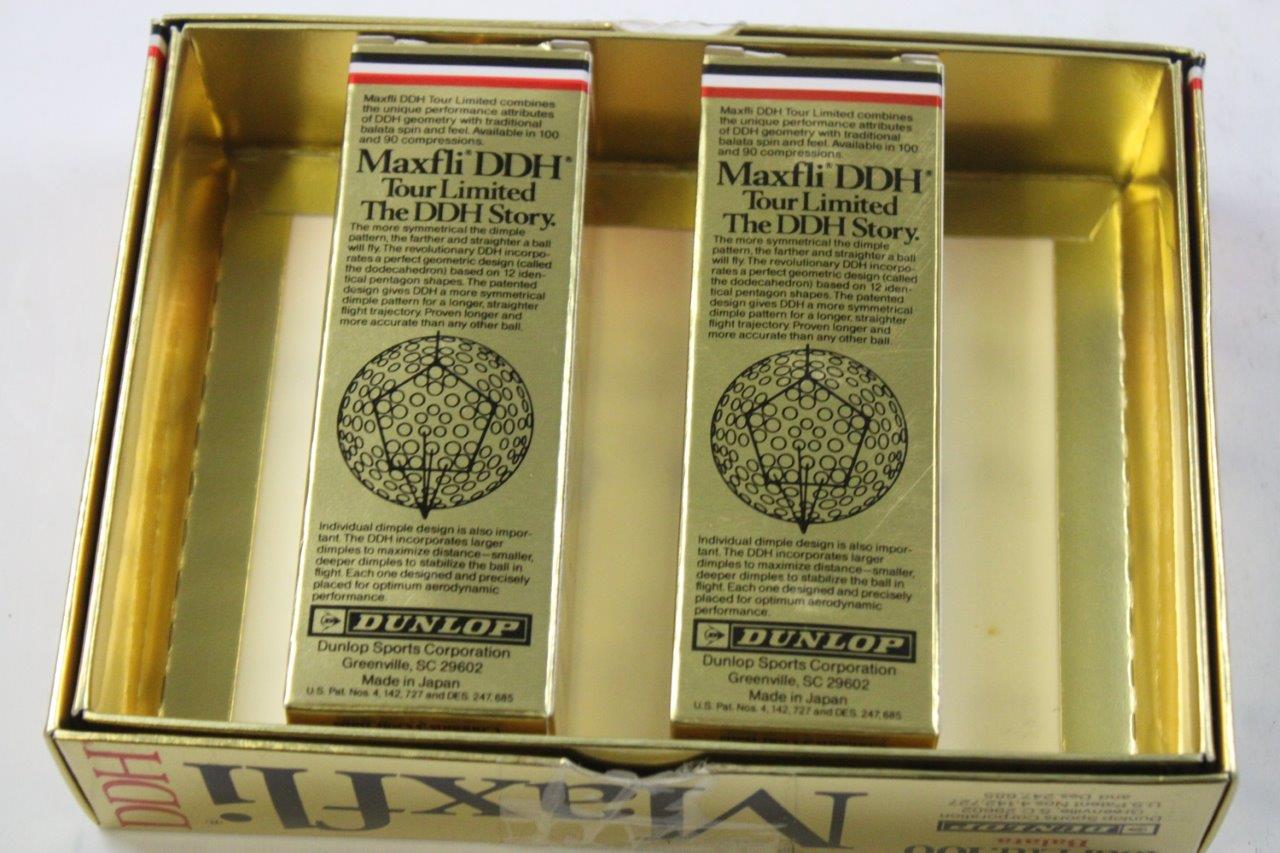 Maxfli DDH Tour Limited combines
the unique performance attributes
of DDH geometry with traditional
balata spin and feel. Available in 100
and 90 compressions.
Maxfli® DDH®
Tour Limited
The DDH Story.
The more symmetrical the dimple
pattern, the farther and straighter a ball
will fly. The revolutionary DDH incorpo-
rates a perfect geometric design (called
the dodecahedron) based on 12 iden-
tical pentagon shapes. The patented
design gives DDH a more symmetrical
dimple pattern for a longer, straighter
flight trajectory. Proven longer and
more accurate than any other ball.
Individual dimple design is also impor-
tant. The DDH incorporates larger
dimples to maximize distance—smaller,
deeper dimples to stabilize the ball in
flight. Each one designed and precisely
placed for optimum aerodynamic
performance.
DUNLOP
Dunlop Sports Corporation
Greenville, SC 29602
Made in Japan
U.S. Pat. Nos. 4,142,727 and DES. 247,685
Maxfli DDH Tour Limited combines
the unique performance attributes
of DDH geometry with traditional
balata spin and feel. Available in 100
and 90 compressions.
Maxfli® DDH®
Tour Limited
The DDH Story.
The more symmetrical the dimple
pattern, the farther and straighter a ball
will fly. The revolutionary DDH incorpo-
rates a perfect geometric design (called
the dodecahedron) based on 12 iden-
tical pentagon shapes. The patented
design gives DDH a more symmetrical
dimple pattern for a longer, straighter
flight trajectory. Proven longer and
more accurate than any other ball.
Individual dimple design is also impor-
tant. The DDH incorporates larger
dimples to maximize distance—smaller,
deeper dimples to stabilize the ball in
flight. Each one designed and precisely
placed for optimum aerodynamic
performance.
DUNLOP
Dunlop Sports Corporation
Greenville, SC 29602
Made in Japan
U.S. Pat. Nos. 4,142,727 and DES. 247,685
Maxfli®
DDH
100
Balata
DUNLOP
Dunlop Sports Corporation
Greenville, S.C. 29602
U.S. Patent Nos 4,142,727
and Des 247,685